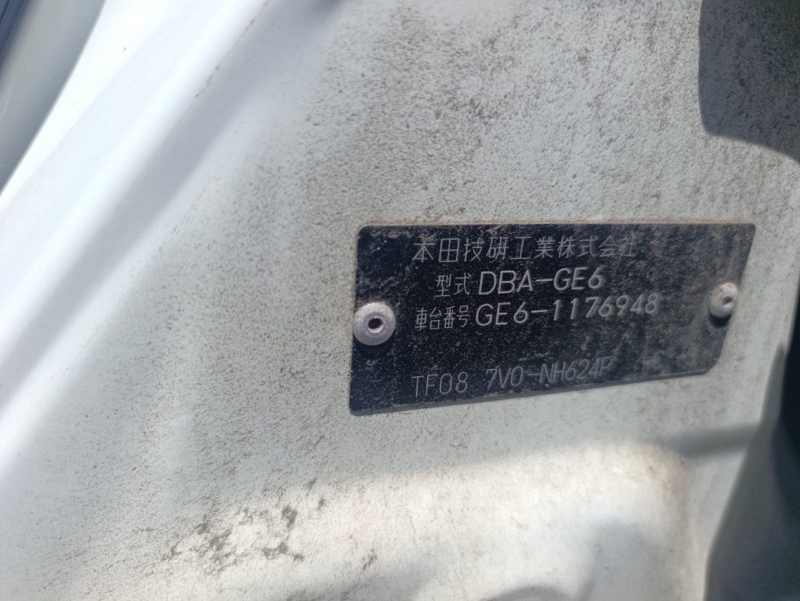 本田技研工業株式会社
型式 DBA-GE6
車台番号 GE6-1176948
TF08 7V0-NH624P